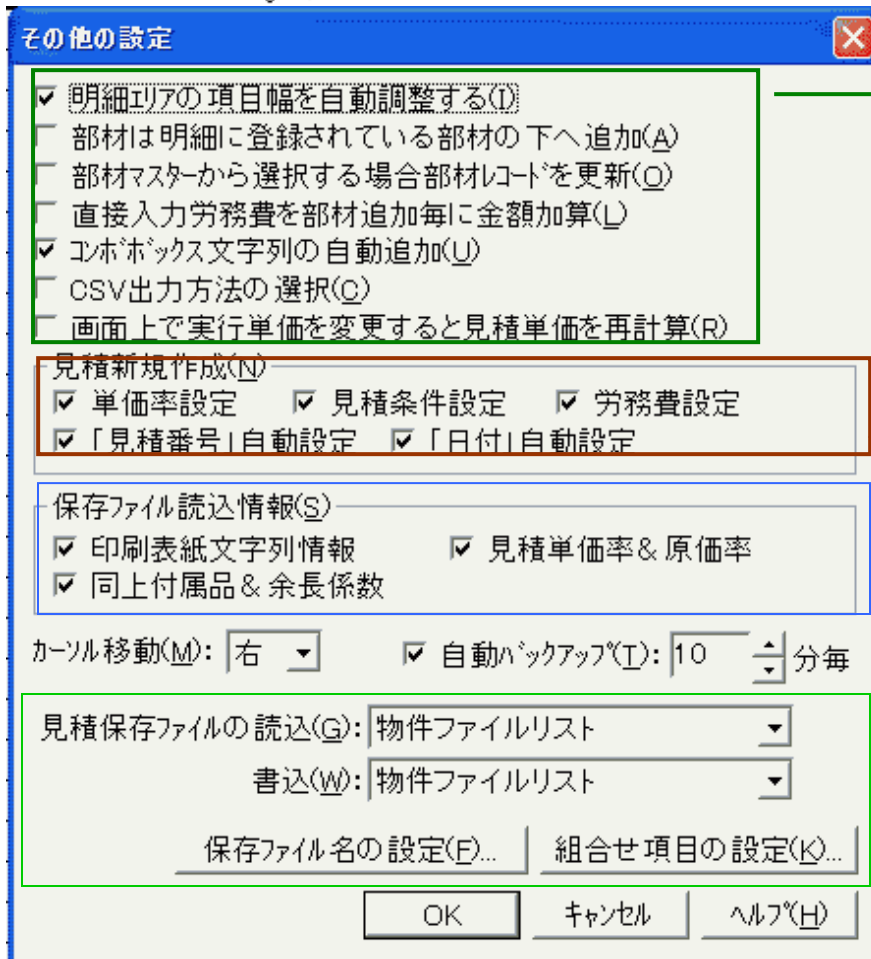 その他の設定
明細ｴﾘｱの項目幅を自動調整する(I)
部材は明細に登録されている部材の下へ追加(A)
部材ﾏｽﾀｰから選択する場合部材ﾚｺｰﾄﾞを更新(O)
直接入力労務費を部材追加毎に金額加算(L)
ｺﾝﾎﾞﾎﾞｯｸｽ文字列の自動追加(U)
CSV出力方法の選択(C)
画面上で実行単価を変更すると見積単価を再計算(R)
見積新規作成(N)
単価率設定 見積条件設定 労務費設定
「見積番号」自動設定 「日付」自動設定
保存ﾌｧｲﾙ読込情報(S)
印刷表紙文字列情報 見積単価率＆原価率
同上付属品＆余長係数
ｶｰｿﾙ移動(M): 右 自動ﾊﾞｯｸｱｯﾌﾟ(T): 10 分毎
見積保存ﾌｧｲﾙの読込(G): 物件ファイルリスト
書込(W): 物件ファイルリスト
保存ﾌｧｲﾙ名の設定(F)... 組合せ項目の設定(K)...
OK ｷｬﾝｾﾙ ﾍﾙﾌﾟ(H)